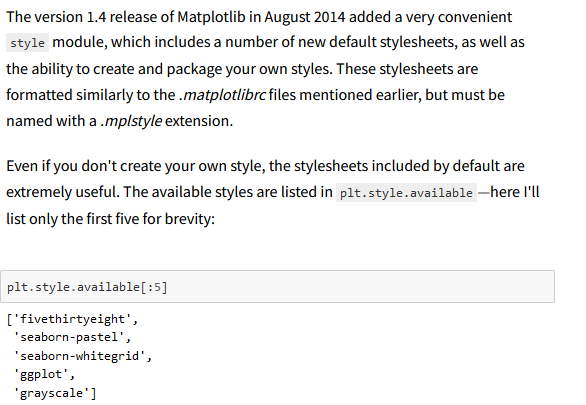 The version 1.4 release of Matplotlib in August 2014 added a very convenient
style module, which includes a number of new default stylesheets, as well as
the ability to create and package your own styles. These stylesheets are
formatted similarly to the .matplotlibrc files mentioned earlier, but must be
named with a .mplstyle extension.
Even if you don't create your own style, the stylesheets included by default are
extremely useful. The available styles are listed in plt.style.available—here I'll
list only the first five for brevity:
plt.style.available[:5]
['fivethirtyeight',
'seaborn-pastel',
'seaborn-whitegrid',
'ggplot',
'grayscale']